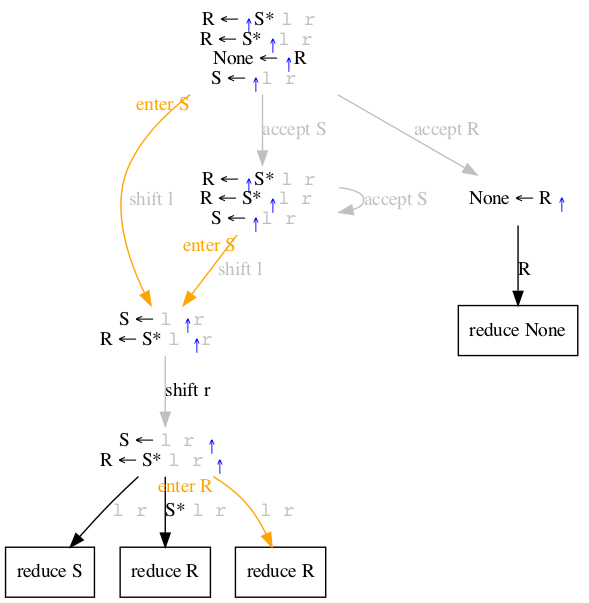 R ← ↑S* l r
R ← S* ↑l r
None ← ↑R
S ← ↑l r
enter S
accept S
accept R
shift l
R ← ↑S* l r
R ← S* ↑l r
S ← ↑l r
accept S
None ← R ↑
enter S
shift l
R
S ← l ↑r
R ← S* l ↑r
reduce None
shift r
S ← l r ↑
R ← S* l r ↑
enter R
l r
S* l r
l r
reduce S
reduce R
reduce R